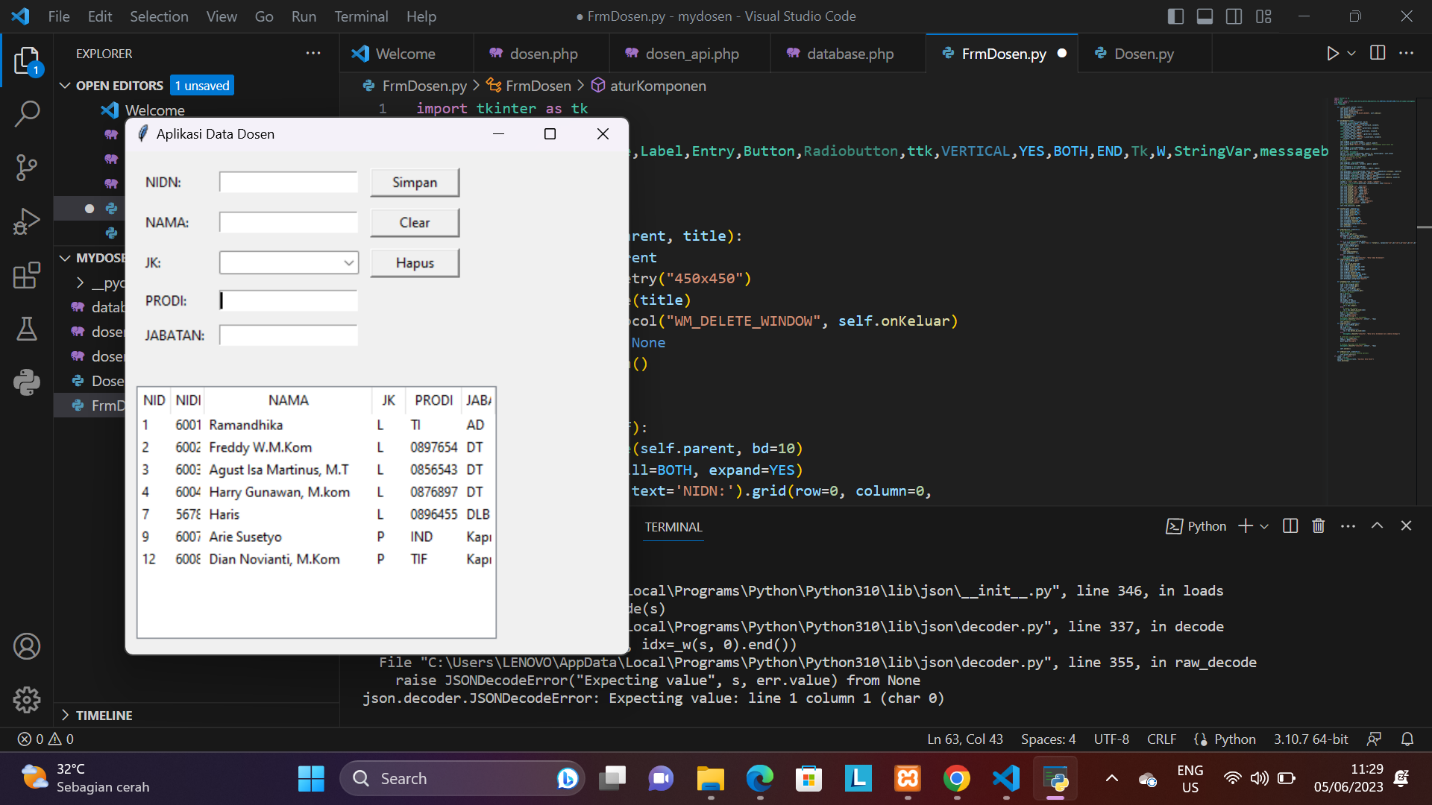 File Edit Selection View Go Run Terminal Help
● FrmDosen.py - mydosen - Visual Studio Code
EXPLORER
OPEN EDITORS 1 unsaved
Welcome
MYDOSE
__pyc
datab
dosen
dosen
Dose
FrmD
TIMELINE
1
Welcome dosen.php dosen_api.php database.php FrmDosen.py Dosen.py
FrmDosen.py > FrmDosen > aturKomponen
1 import tkinter as tk
,Label,Entry,Button,Radiobutton,ttk,VERTICAL,YES,BOTH,END,Tk,W,StringVar,messageb
rent, title):
rent
etry("450x450")
e(title)
ocol("WM_DELETE_WINDOW", self.onKeluar)
None
()
f):
(self.parent, bd=10)
ill=BOTH, expand=YES)
text='NIDN:').grid(row=0, column=0,
Aplikasi Data Dosen
NIDN: Simpan
NAMA: Clear
JK: Hapus
PRODI:
JABATAN:
NID NIDI NAMA JK PRODI JABA
1 6001 Ramandhika L TI AD
2 6002 Freddy W.M.Kom L 0897654 DT
3 6003 Agust Isa Martinus, M.T L 0856543 DT
4 6004 Harry Gunawan, M.kom L 0876897 DT
7 5678 Haris L 0896455 DLB
9 6007 Arie Susetyo P IND Kapr
12 6008 Dian Novianti, M.Kom P TIF Kapr
TERMINAL
Python
Local\Programs\Python\Python310\lib\json\__init__.py", line 346, in loads
de(s)
Local\Programs\Python\Python310\lib\json\decoder.py", line 337, in decode
, idx=_w(s, 0).end())
File "C:\Users\LENOVO\AppData\Local\Programs\Python\Python310\lib\json\decoder.py", line 355, in raw_decode
raise JSONDecodeError("Expecting value", s, err.value) from None
json.decoder.JSONDecodeError: Expecting value: line 1 column 1 (char 0)
0 0
Ln 63, Col 43 Spaces: 4 UTF-8 CRLF Python 3.10.7 64-bit
32°C
Sebagian cerah
Search
ENG
US
11:29
05/06/2023